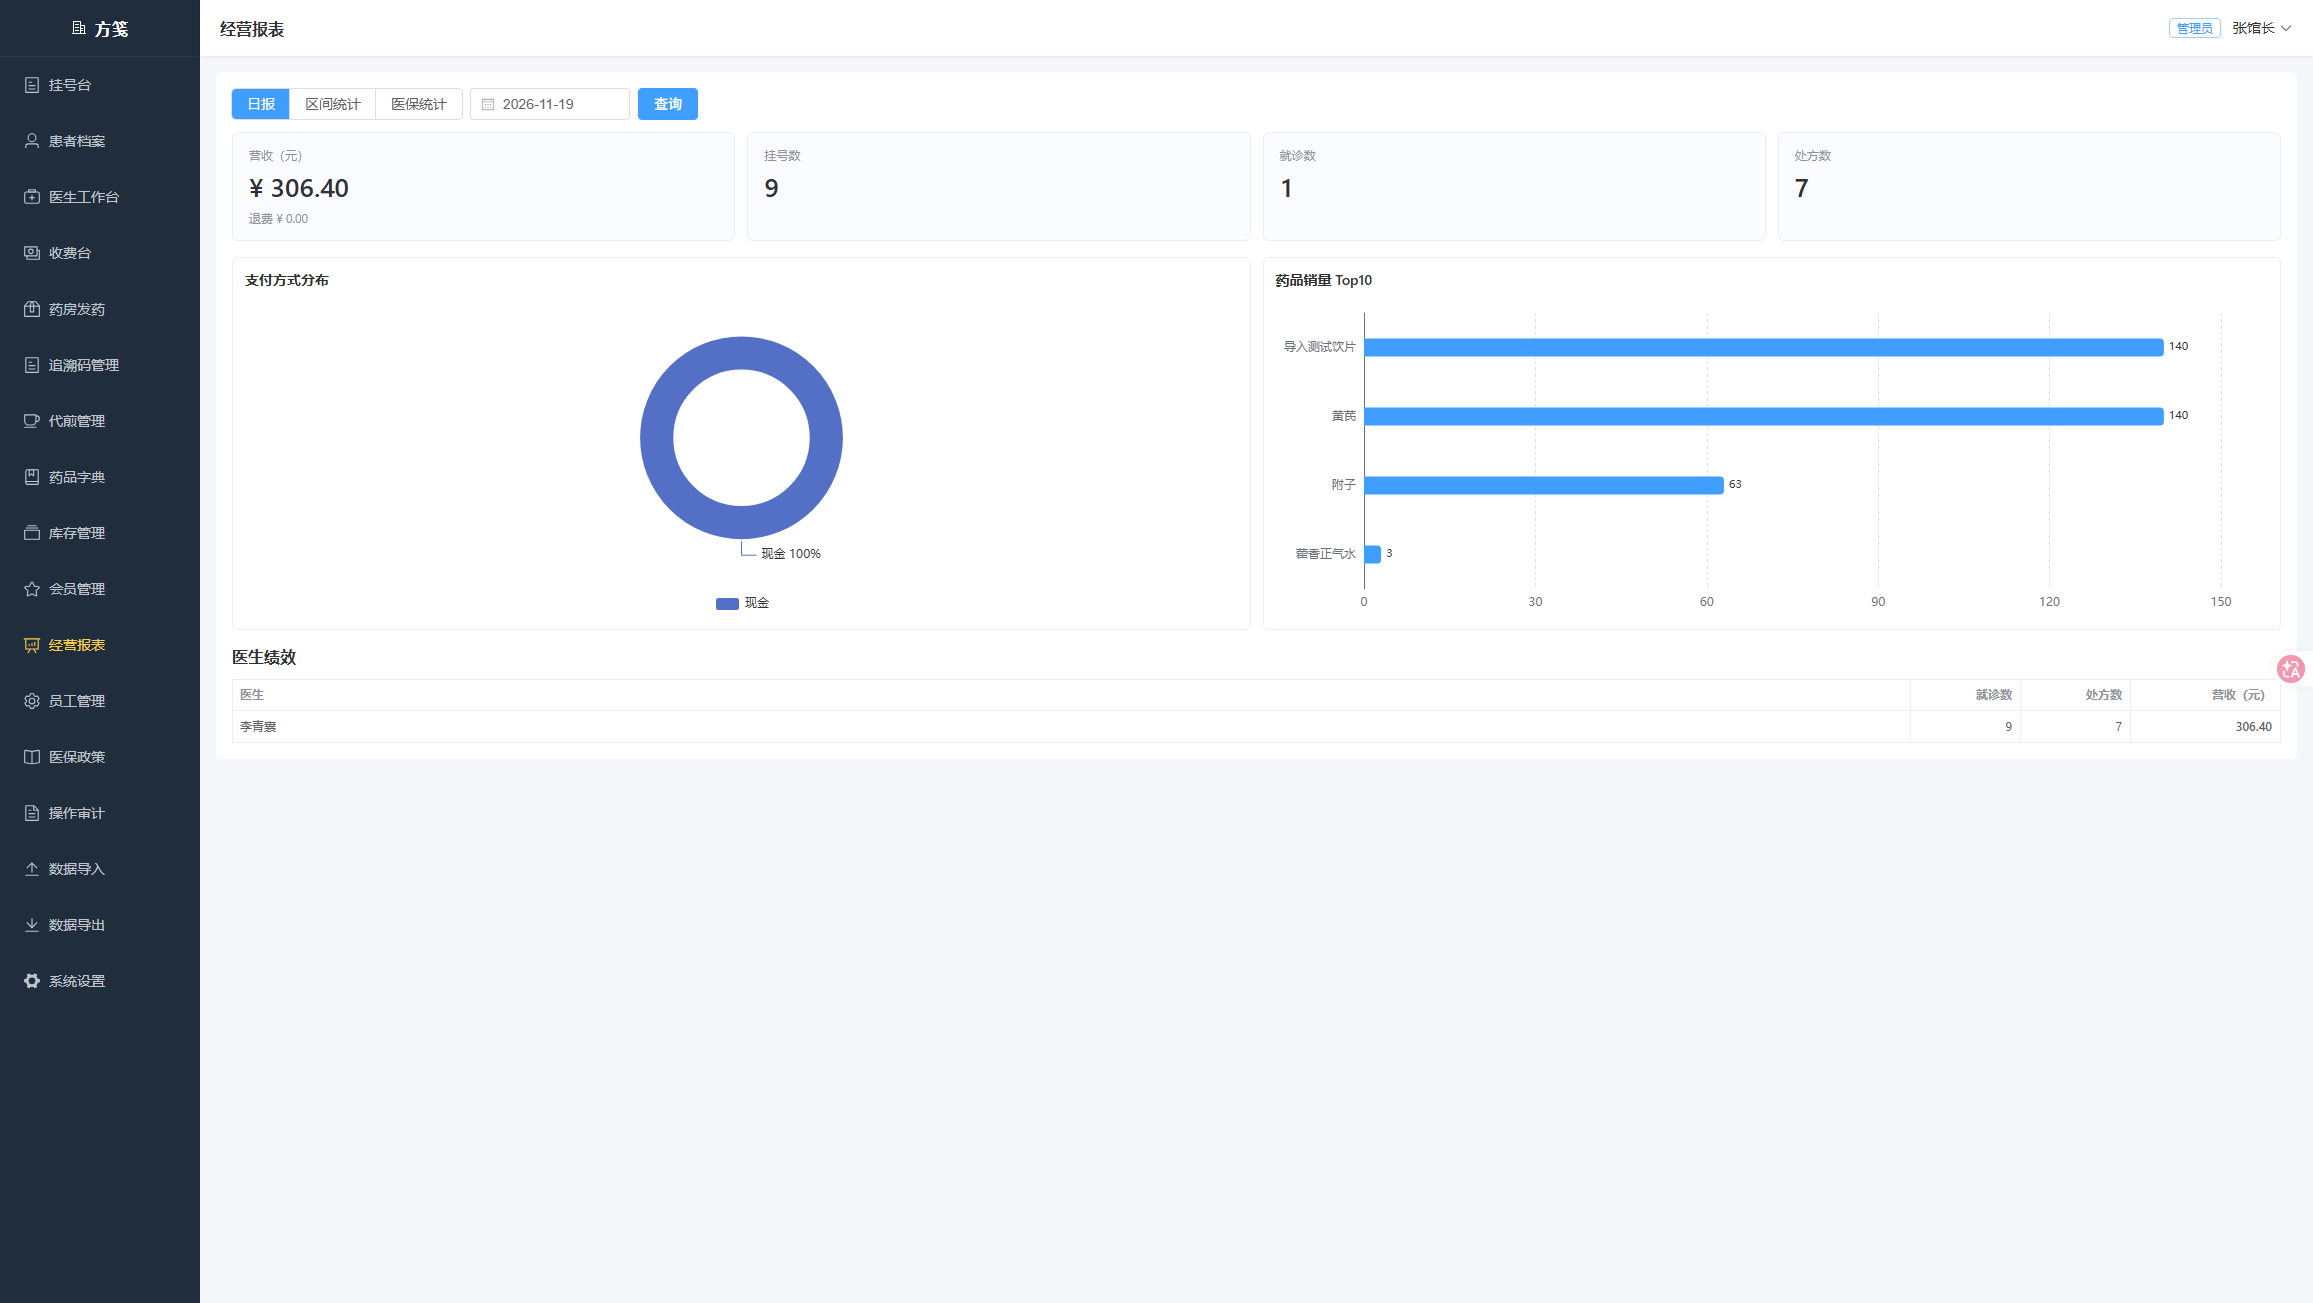 方笺
挂号台
患者档案
医生工作台
收费台
药房发药
追溯码管理
代煎管理
药品字典
库存管理
会员管理
经营报表
员工管理
医保政策
操作审计
数据导入
数据导出
系统设置
经营报表
管理员 张馆长
日报 区间统计 医保统计 2026-11-19 查询
营收（元）
¥ 306.40
退费 ¥ 0.00
挂号数
9
就诊数
1
处方数
7
支付方式分布
现金 100%
现金
药品销量 Top10
导入测试饮片 140
黄芪 140
附子 63
藿香正气水 3
0 30 60 90 120 150
医生绩效
医生 就诊数 处方数 营收（元）
李青囊 9 7 306.40